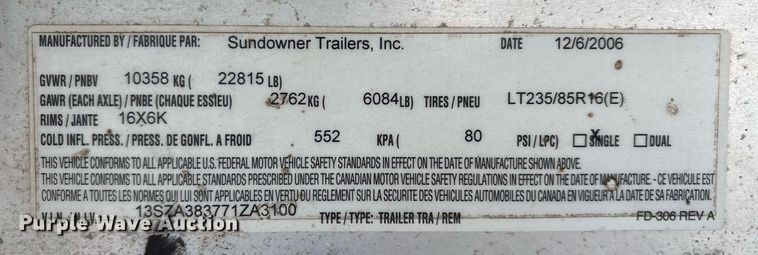 MANUFACTURED BY / FABRIQUE PAR: Sundowner Trailers, Inc. DATE 12/6/2006
GVWR / PNBV 10358 KG ( 22815 LB)
GAWR (EACH AXLE) / PNBE (CHAQUE ESSIEU) 2762 KG ( 6084 LB) TIRES / PNEU LT235/85R16(E)
RIMS / JANTE 16X6K
COLD INFL. PRESS. / PRESS. DE GONFL. A FROID 552 KPA ( 80 PSI / LPC) X SINGLE DUAL
THIS VEHICLE CONFORMS TO ALL APPLICABLE U.S. FEDERAL MOTOR VEHICLE SAFETY STANDARDS IN EFFECT ON THE DATE OF MANUFACTURE SHOWN ABOVE.
THIS VEHICLE CONFORMS TO ALL APPLICABLE STANDARDS PRESCRIBED UNDER THE CANADIAN MOTOR VEHICLE SAFETY REGULATIONS IN EFFECT ON THE DATE OF MANUFACTURE - CE VEHICULE EST
CONFORME A TOUTES LES NORMES QUI LUI SONT APPLICABLES EN VERTU DU REGLEMENT SUR LA SECURITE DES VEHICULES AUTOMOBILES DU CANADA EN VIGUEUR A LA DATE DE SA FABRICATION.
V.I.N. / N.I.V. 13SZA383771ZA3100 TYPE / TYPE: TRAILER TRA / REM FD-306 REV A
Purple Wave Auction